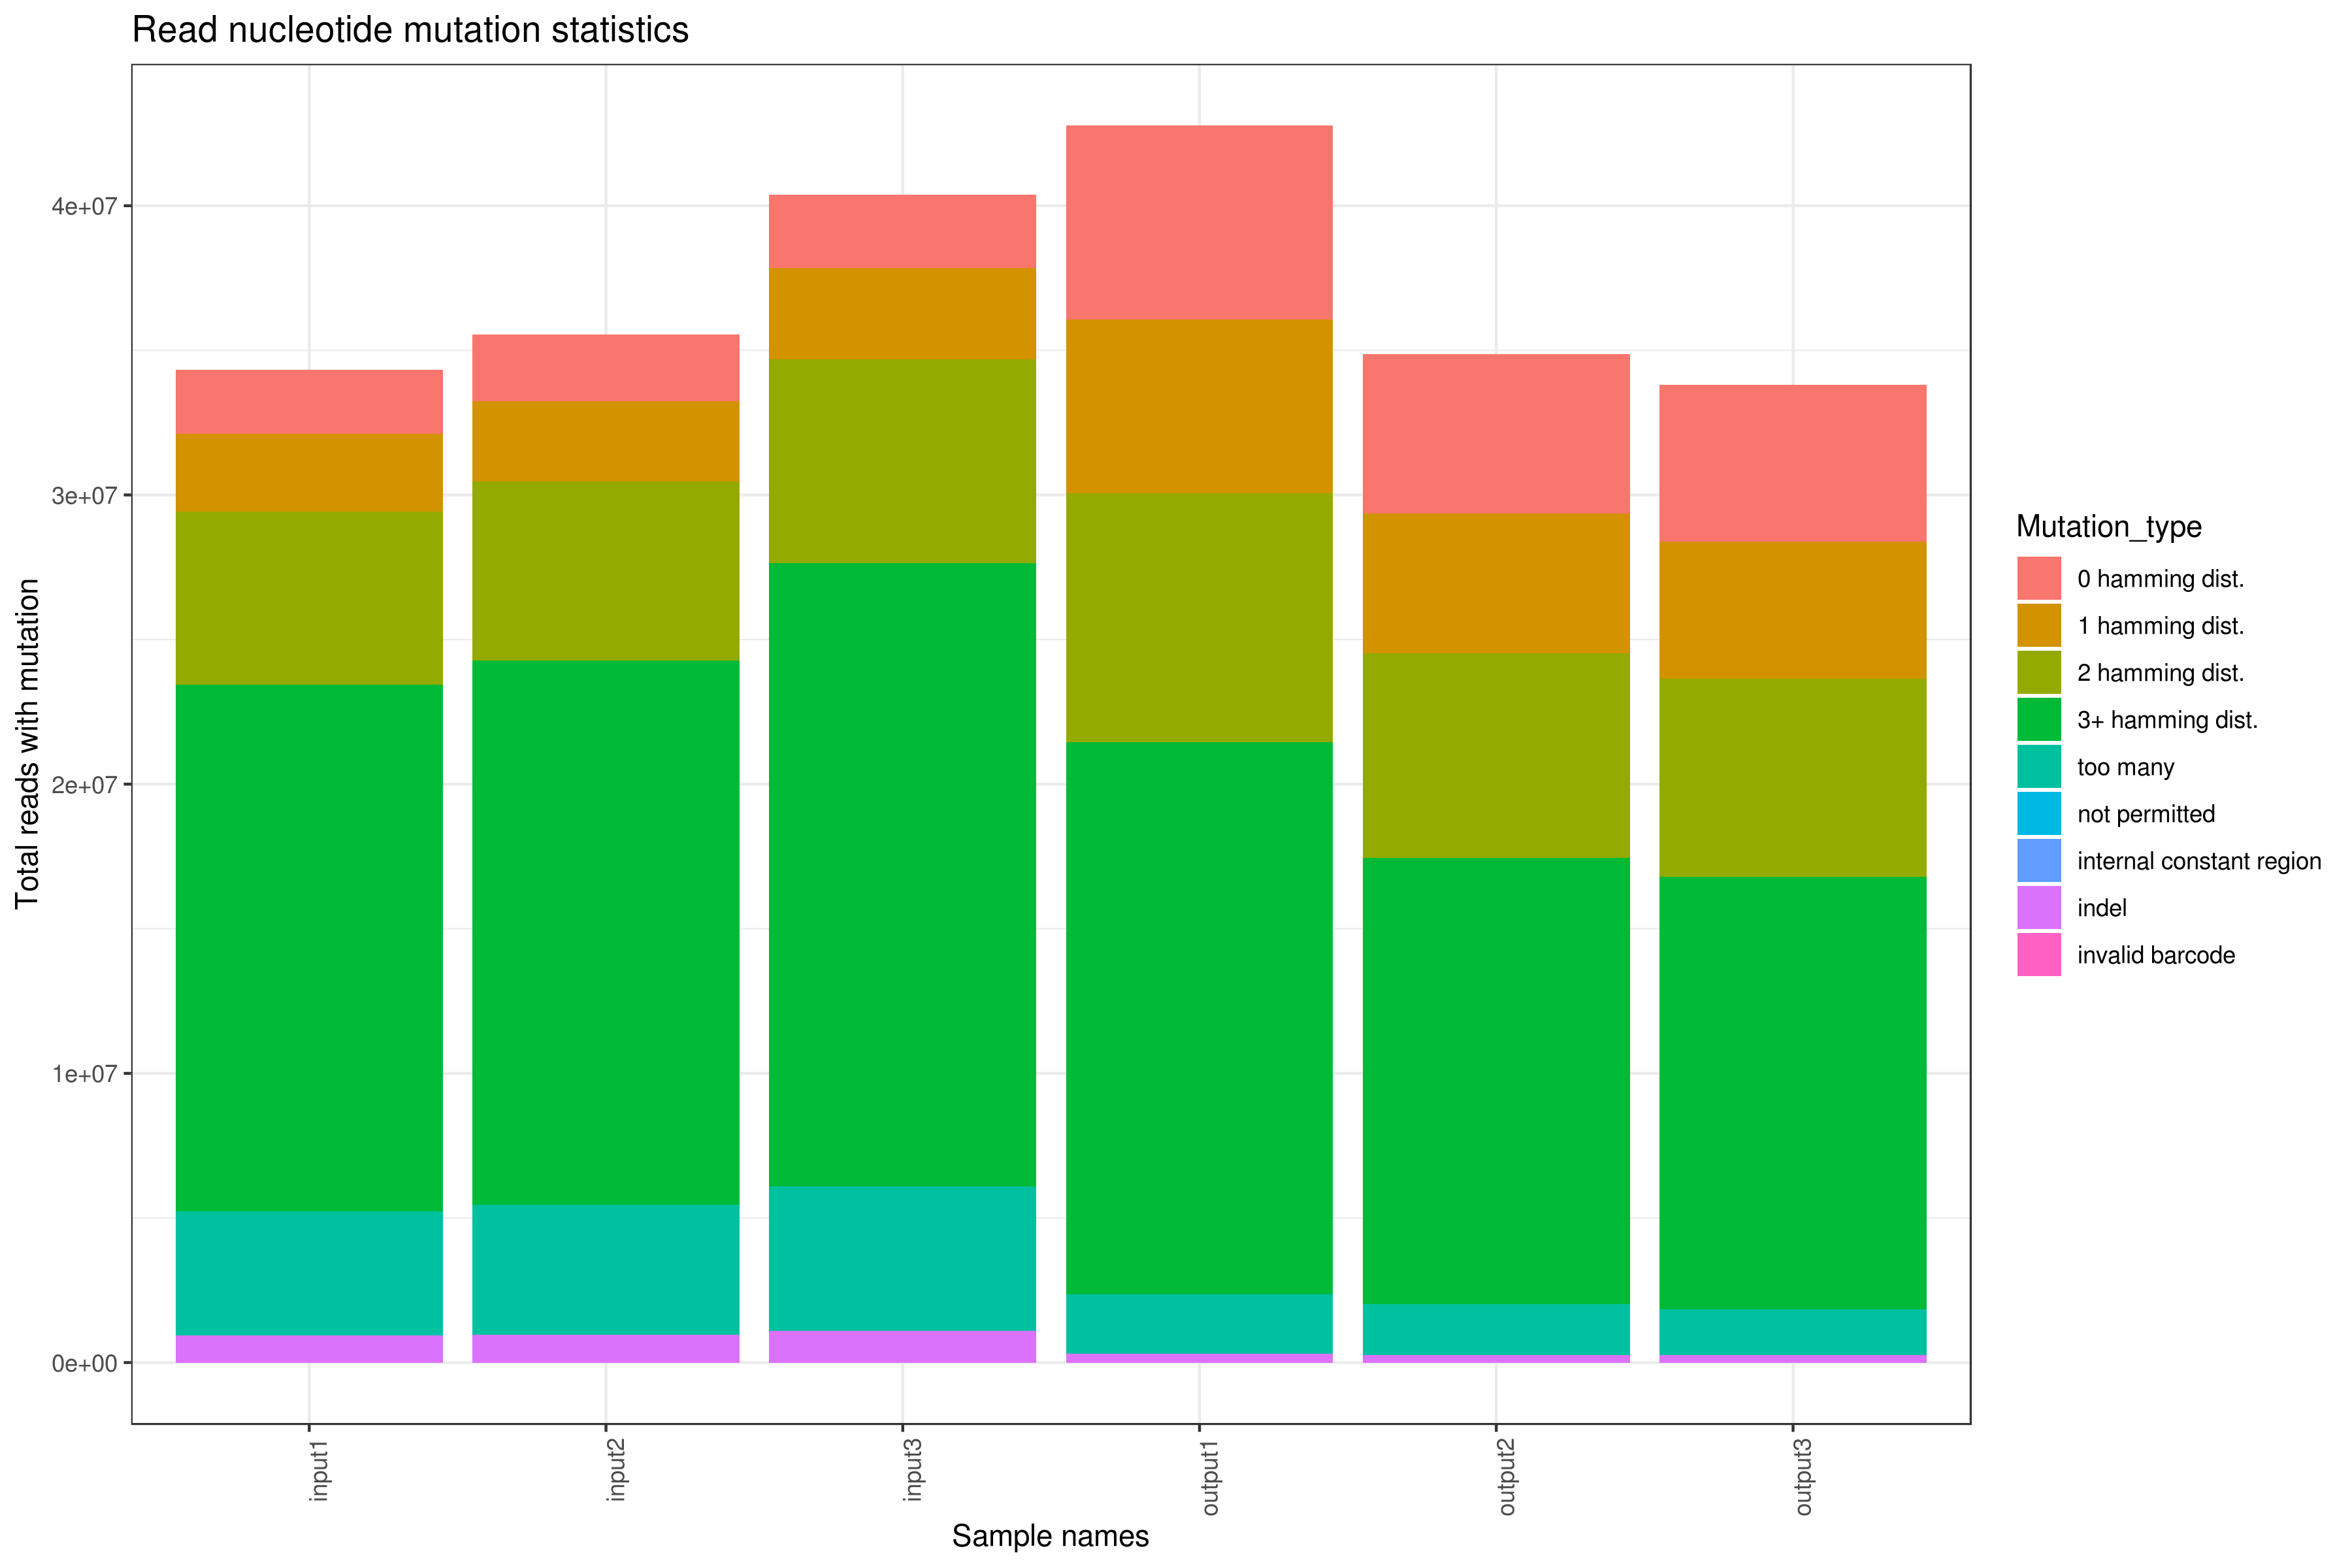 Read nucleotide mutation statistics
Total reads with mutation
4e+07
3e+07
2e+07
1e+07
0e+00
input1
input2
input3
output1
output2
output3
Sample names
Mutation_type
0 hamming dist.
1 hamming dist.
2 hamming dist.
3+ hamming dist.
too many
not permitted
internal constant region
indel
invalid barcode